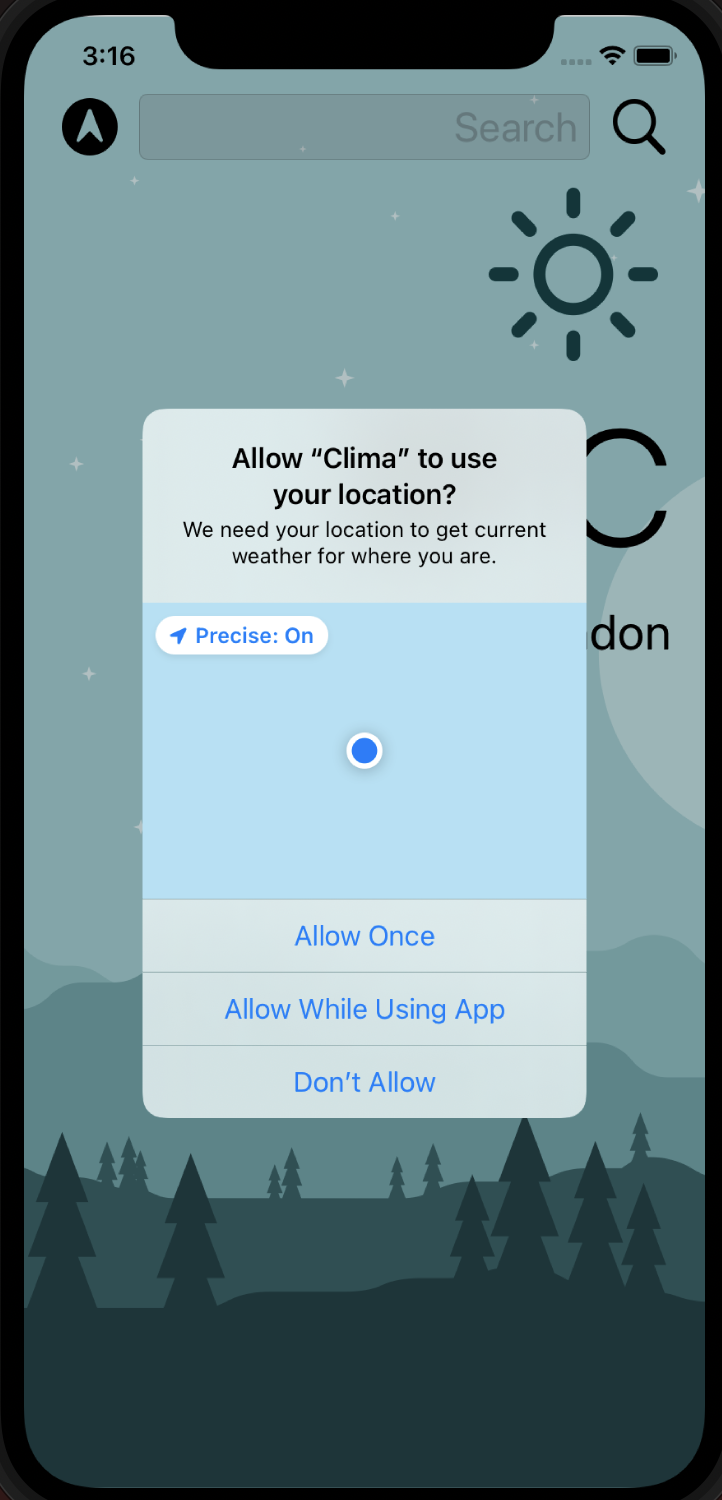 3:16
Search
C
don
Allow “Clima” to use
your location?
We need your location to get current
weather for where you are.
Precise: On
Allow Once
Allow While Using App
Don’t Allow